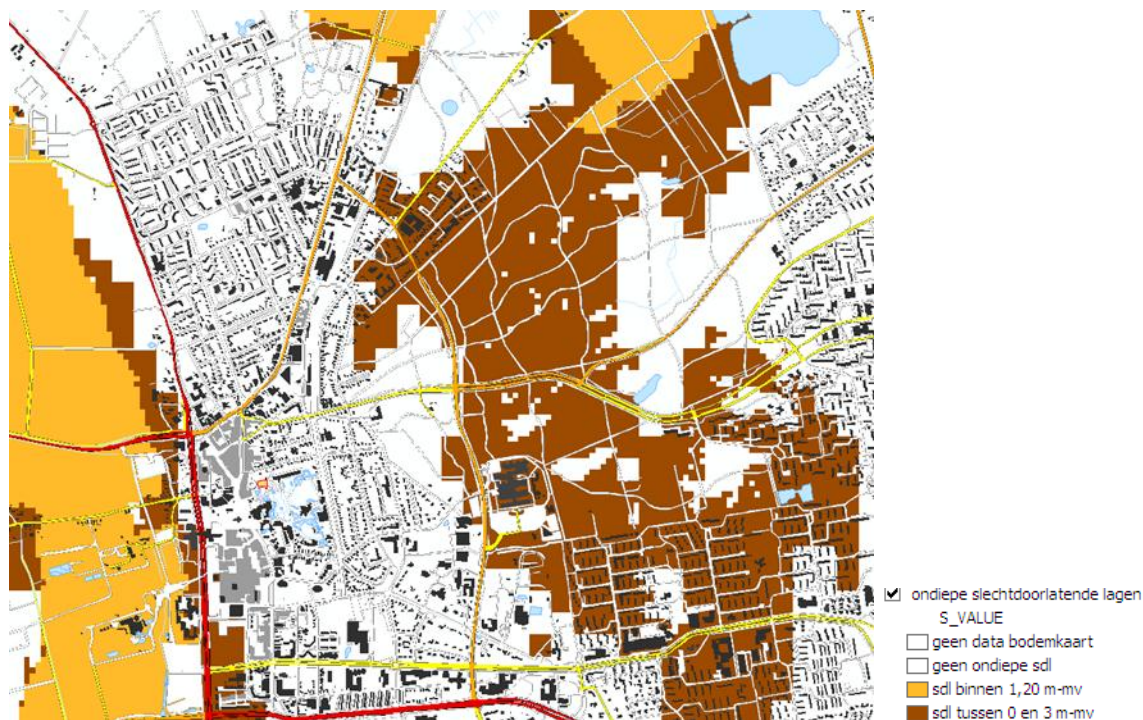 ondiepe slechtdoorlatende lagen
S_VALUE
geen data bodemkaart
geen ondiepe sdl
sdl binnen 1,20 m-mv
sdl tussen 0 en 3 m-mv